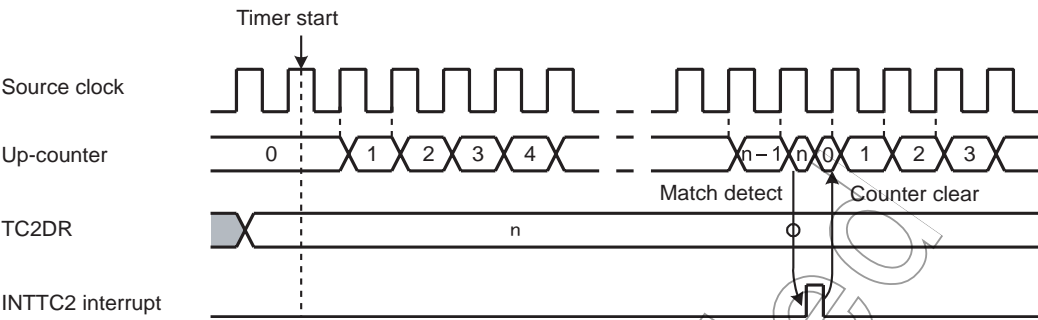 Timer start
Source clock
Up-counter 0 1 2 3 4 n – 1 n 0 1 2 3
Match detect Counter clear
TC2DR n
INTTC2 interrupt